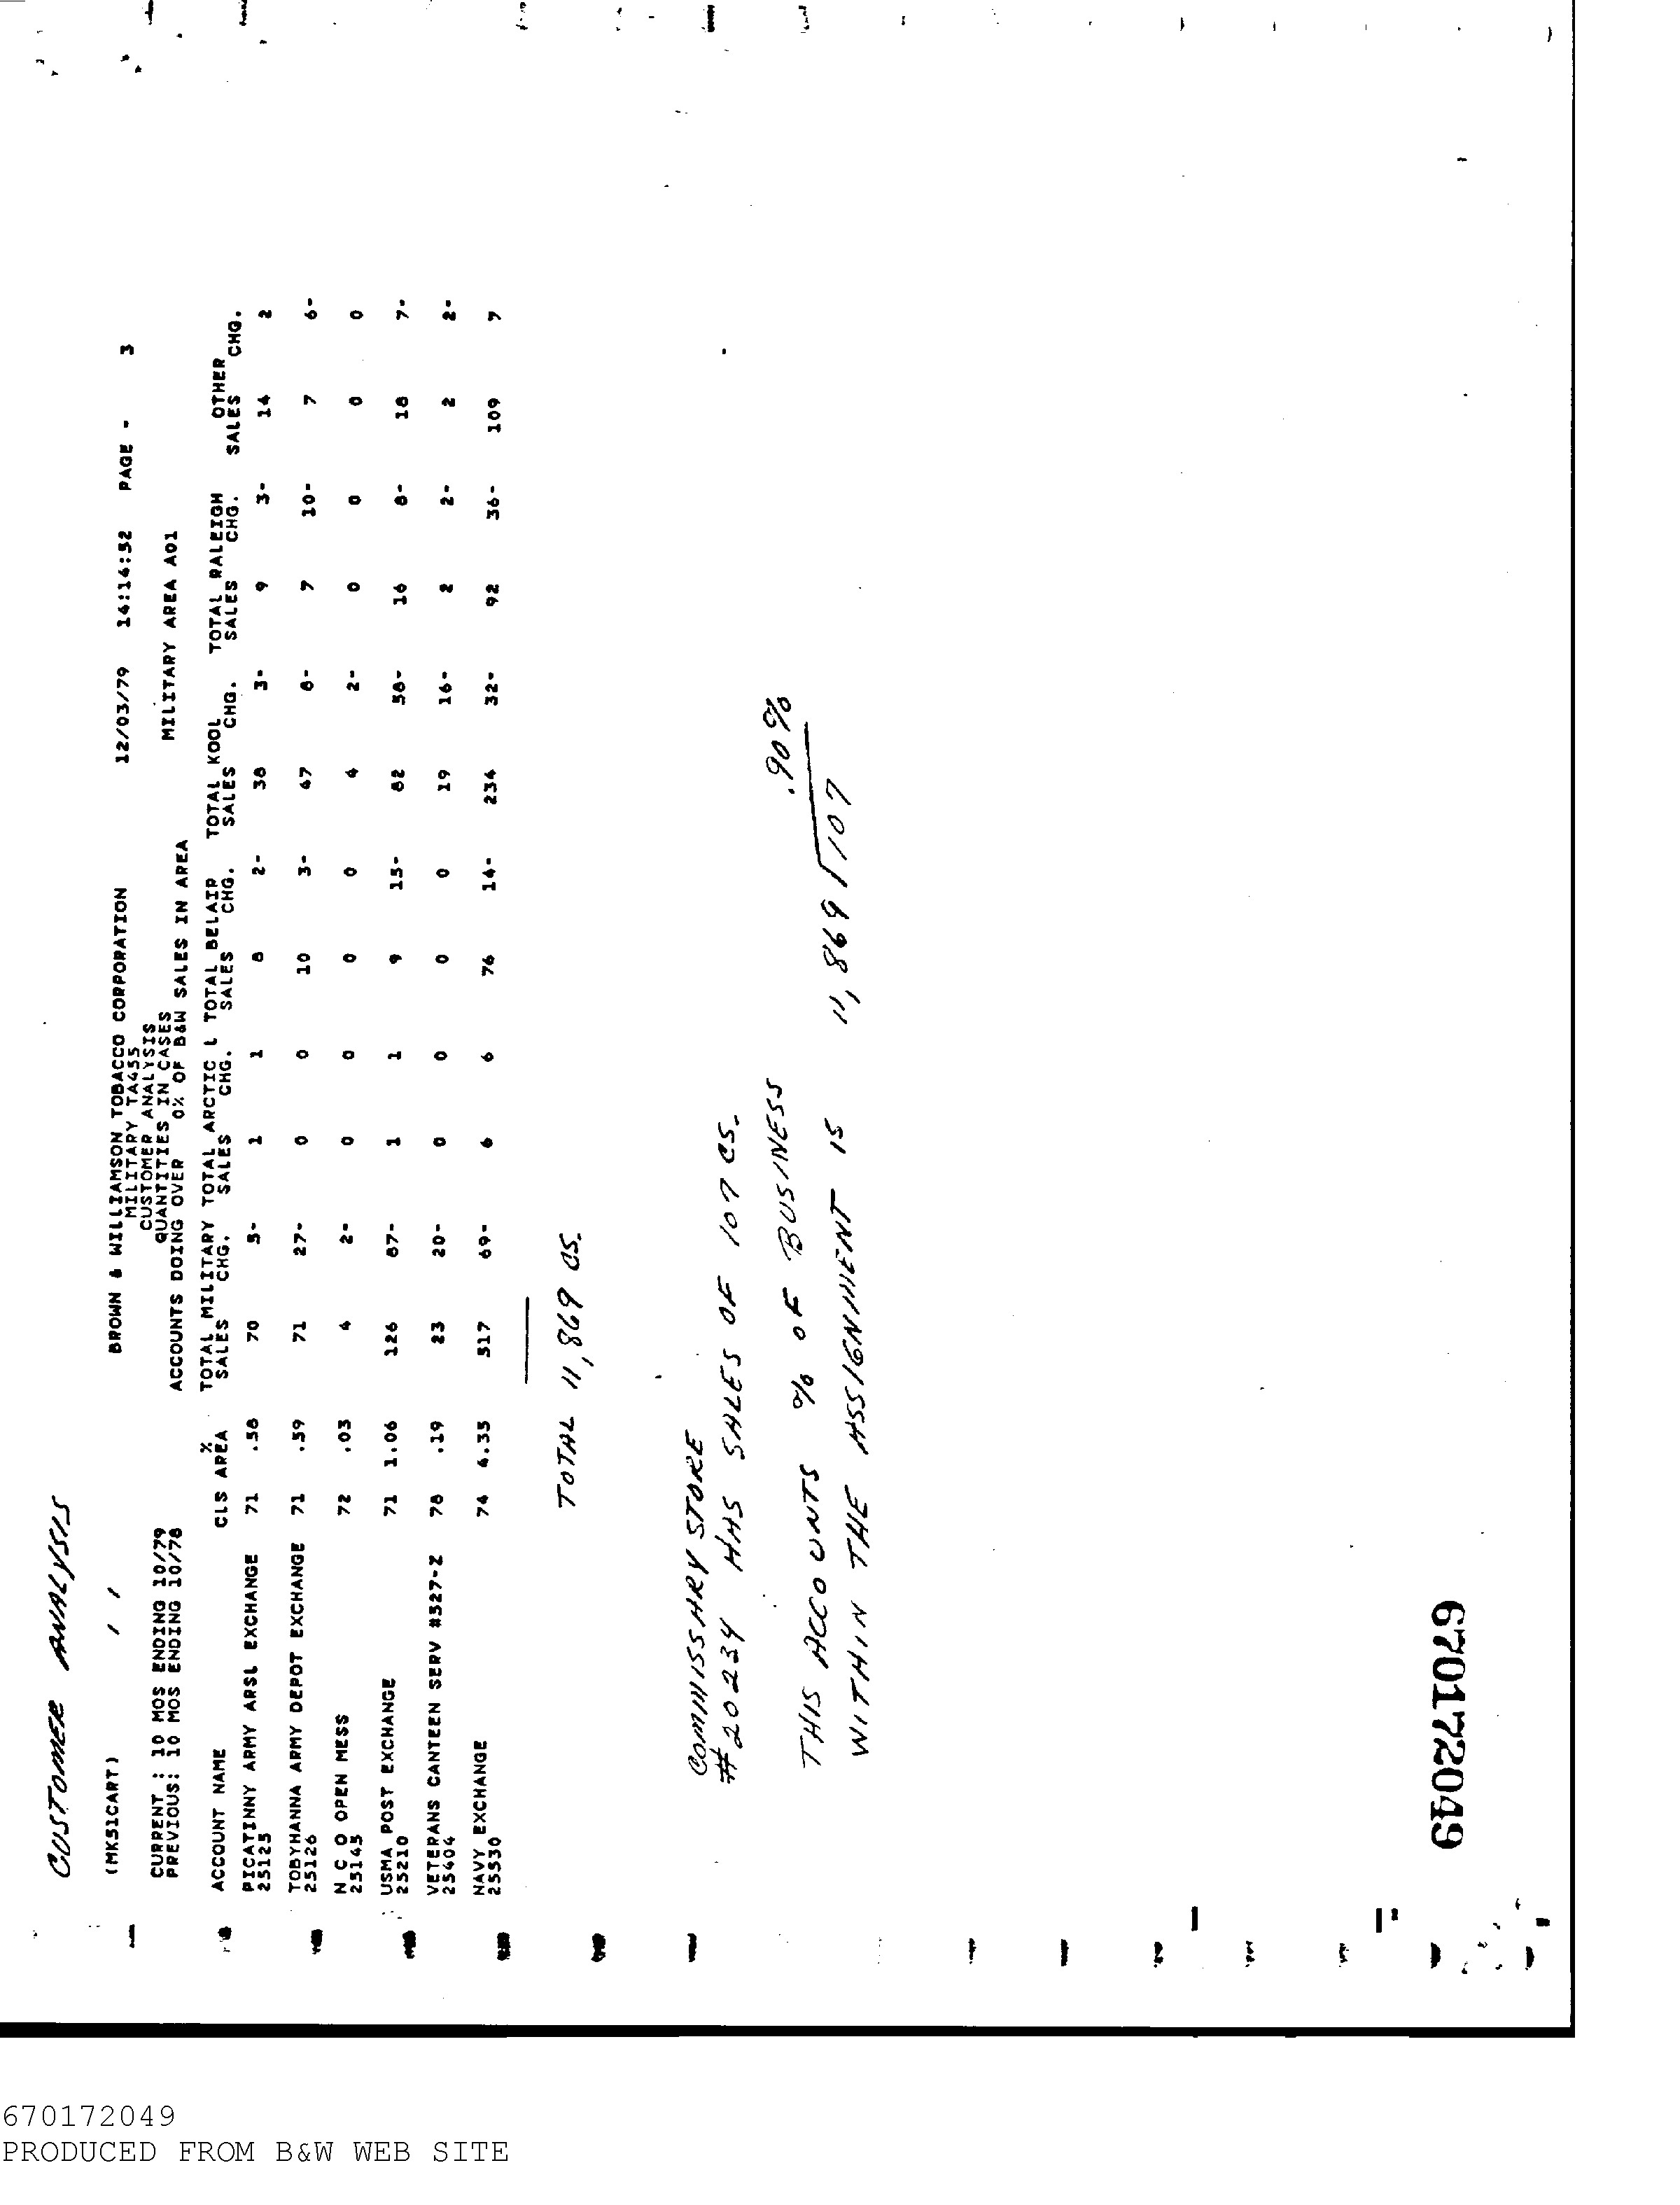 CUSTOMER ANALYSIS
(MK51CART) / / BROWN & WILLIAMSON TOBACCO CORPORATION 12/03/79 14:14:52 PAGE - 3
MILITARY TA455
CUSTOMER ANALYSIS
CURRENT : 10 MOS ENDING 10/79 QUANTITIES IN CASES
PREVIOUS: 10 MOS ENDING 10/78 ACCOUNTS DOING OVER 0% OF B&W SALES IN AREA MILITARY AREA A01
% TOTAL MILITARY TOTAL ARCTIC L TOTAL BELAIR TOTAL KOOL TOTAL RALEIGH OTHER
ACCOUNT NAME CLS AREA SALES CHG. SALES CHG. SALES CHG. SALES CHG. SALES CHG. SALES CHG.
PICATINNY ARMY ARSL EXCHANGE 71 .58 70 5- 1 1 8 2- 38 3- 9 3- 14 2
25125
TOBYHANNA ARMY DEPOT EXCHANGE 71 .59 71 27- 0 0 10 3- 47 8- 7 10- 7 6-
25126
N C O OPEN MESS 72 .03 4 2- 0 0 0 0 4 2- 0 0 0 0
25145
USMA POST EXCHANGE 71 1.06 126 87- 1 1 9 15- 82 58- 16 8- 18 7-
25210
VETERANS CANTEEN SERV #527-Z 78 .19 23 20- 0 0 0 0 19 16- 2 2- 2 2-
25404
NAVY EXCHANGE 74 4.35 517 69- 6 6 76 14- 234 32- 92 36- 109 7
25530
TOTAL 11,869 CS.
COMMISSARY STORE
#20234 HAS SALES OF 107 CS.
THIS ACCOUNTS % OF BUSINESS .90%
WITHIN THE ASSIGNMENT IS 11,869 107
670172049
670172049
PRODUCED FROM B&W WEB SITE